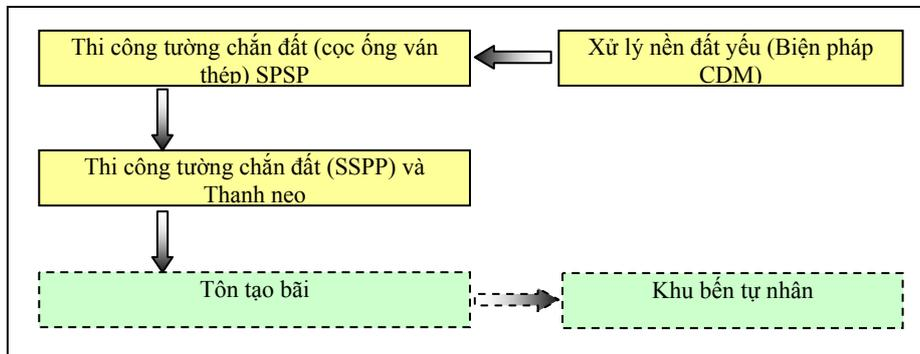 Thi công tường chắn đất (cọc ống ván
thép) SPSP
Xử lý nền đất yếu (Biện pháp
CDM)
Thi công tường chắn đất (SSPP) và
Thanh neo
Tôn tạo bãi
Khu bến tự nhân